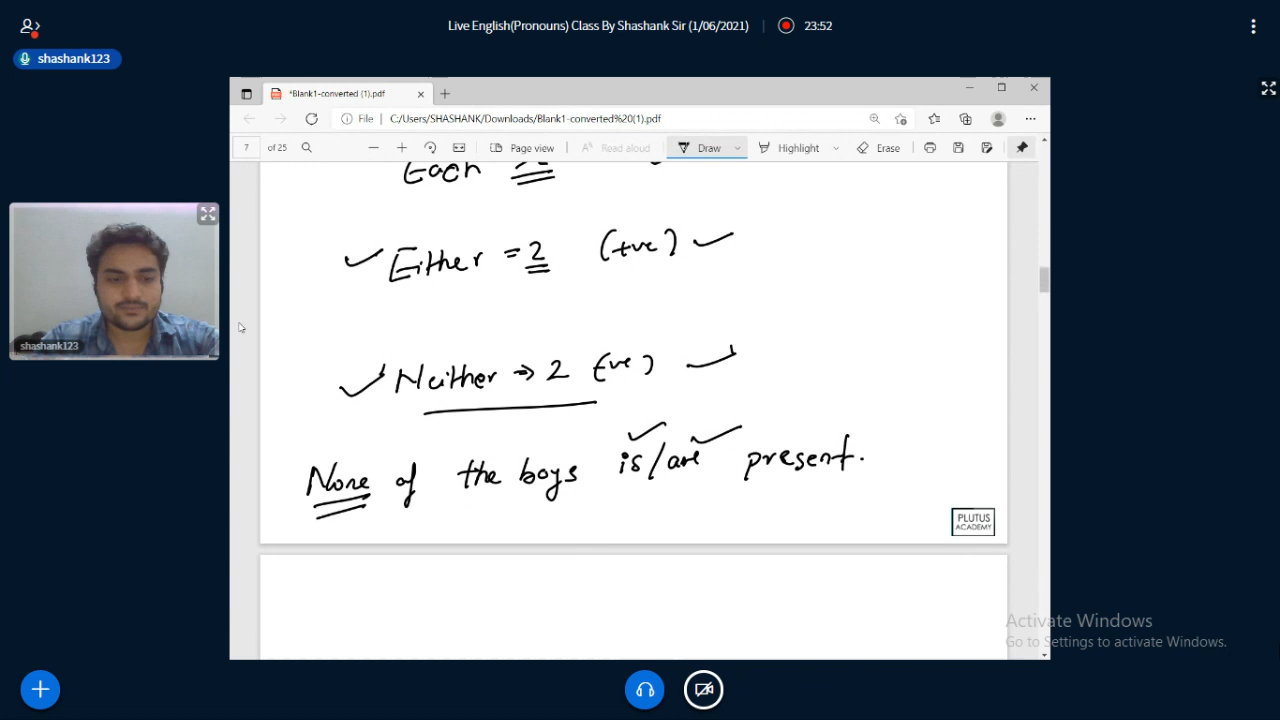 Live English(Pronouns) Class By Shashank Sir (1/06/2021)
23:52
shashank123
*Blank1-converted (1).pdf
File
C:/Users/SHASHANK/Downloads/Blank1-converted%20(1).pdf
7 of 25
Page view
Read aloud
Draw
Highlight
Erase
Each
Either = 2 (+ve)
shashank123
Neither → 2 (-ve)
None of the boys is/are present.
PLUTUS
ACADEMY
Activate Windows
Go to Settings to activate Windows.